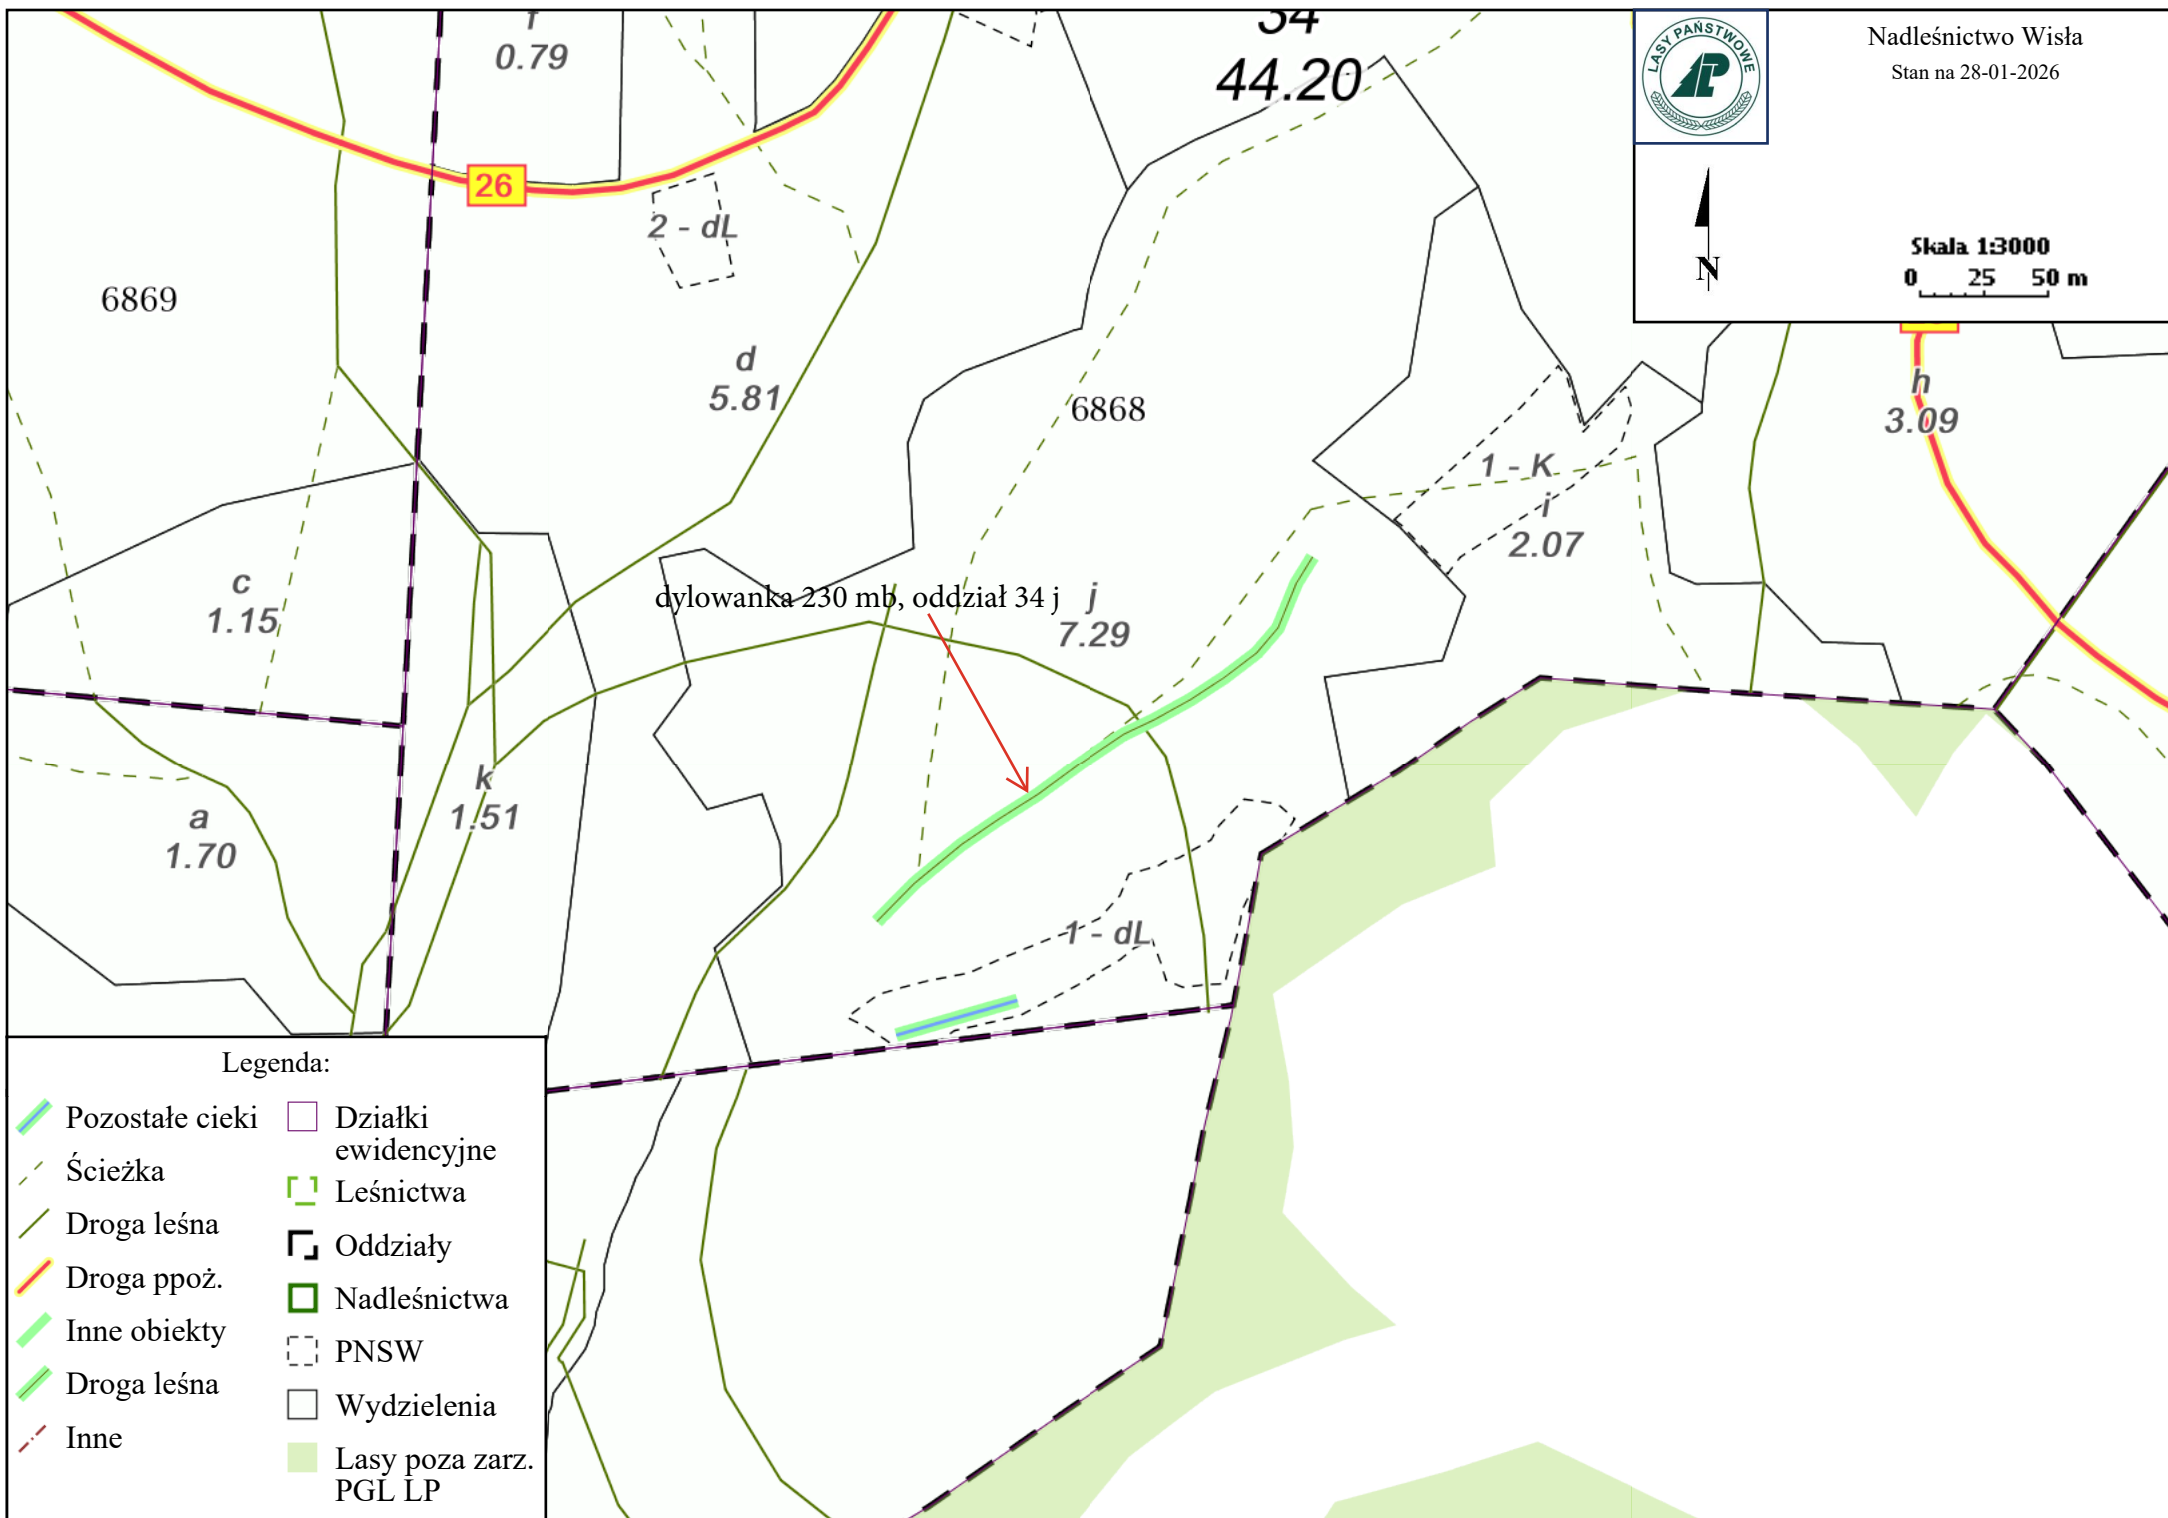 f
0.79
34
44.20
LASY PAŃSTWOWE
LP
Nadleśnictwo Wisła
Stan na 28-01-2026
N
Skala 1:3000
0 25 50 m
26
2 - dL
6869
d
5.81
6868
h
3.09
1 - K
i
2.07
c
1.15
dylowanka 230 mb, oddział 34 j
j
7.29
k
1.51
a
1.70
1 - dL
Legenda:
Pozostałe cieki
Ścieżka
Droga leśna
Droga ppoż.
Inne obiekty
Droga leśna
Inne
Działki
ewidencyjne
Leśnictwa
Oddziały
Nadleśnictwa
PNSW
Wydzielenia
Lasy poza zarz.
PGL LP